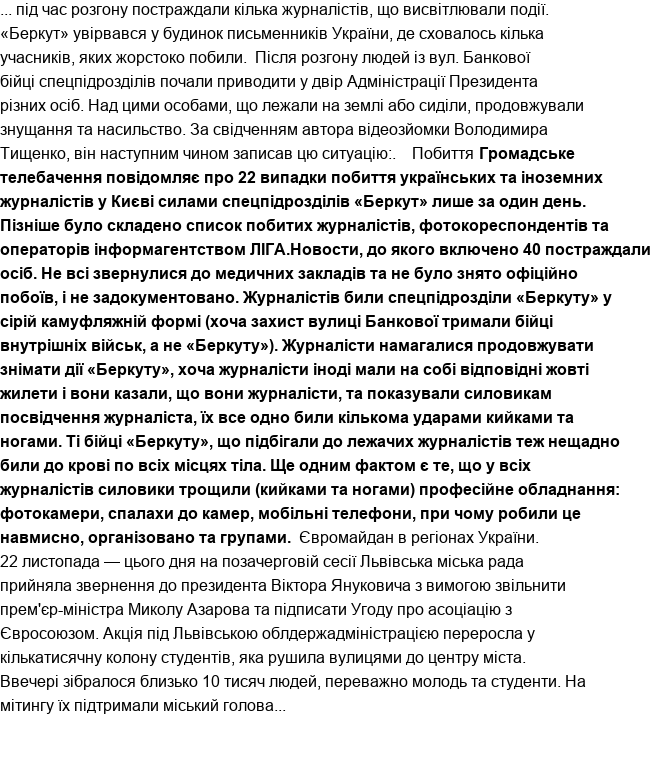 ... під час розгону постраждали кілька журналістів, що висвітлювали події.
«Беркут» увірвався у будинок письменників України, де сховалось кілька
учасників, яких жорстоко побили.  Після розгону людей із вул. Банкової
бійці спецпідрозділів почали приводити у двір Адміністрації Президента
різних осіб. Над цими особами, що лежали на землі або сиділи, продовжували
знущання та насильство. За свідченням автора відеозйомки Володимира
Тищенко, він наступним чином записав цю ситуацію:.    Побиття Громадське
телебачення повідомляє про 22 випадки побиття українських та іноземних
журналістів у Києві силами спецпідрозділів «Беркут» лише за один день.
Пізніше було складено список побитих журналістів, фотокореспондентів та
операторів інформагентством ЛІГА.Новости, до якого включено 40 постраждали
осіб. Не всі звернулися до медичних закладів та не було знято офіційно
побоїв, і не задокументовано. Журналістів били спецпідрозділи «Беркуту» у
сірій камуфляжній формі (хоча захист вулиці Банкової тримали бійці
внутрішніх військ, а не «Беркуту»). Журналісти намагалися продовжувати
знімати дії «Беркуту», хоча журналісти іноді мали на собі відповідні жовті
жилети і вони казали, що вони журналісти, та показували силовикам
посвідчення журналіста, їх все одно били кількома ударами кийками та
ногами. Ті бійці «Беркуту», що підбігали до лежачих журналістів теж нещадно
били до крові по всіх місцях тіла. Ще одним фактом є те, що у всіх
журналістів силовики трощили (кийками та ногами) професійне обладнання:
фотокамери, спалахи до камер, мобільні телефони, при чому робили це
навмисно, організовано та групами.  Євромайдан в регіонах України.
22 листопада — цього дня на позачерговій сесії Львівська міська рада
прийняла звернення до президента Віктора Януковича з вимогою звільнити
прем'єр-міністра Миколу Азарова та підписати Угоду про асоціацію з
Євросоюзом. Акція під Львівською облдержадміністрацією переросла у
кількатисячну колону студентів, яка рушила вулицями до центру міста.
Ввечері зібралося близько 10 тисяч людей, переважно молодь та студенти. На
мітингу їх підтримали міський голова...